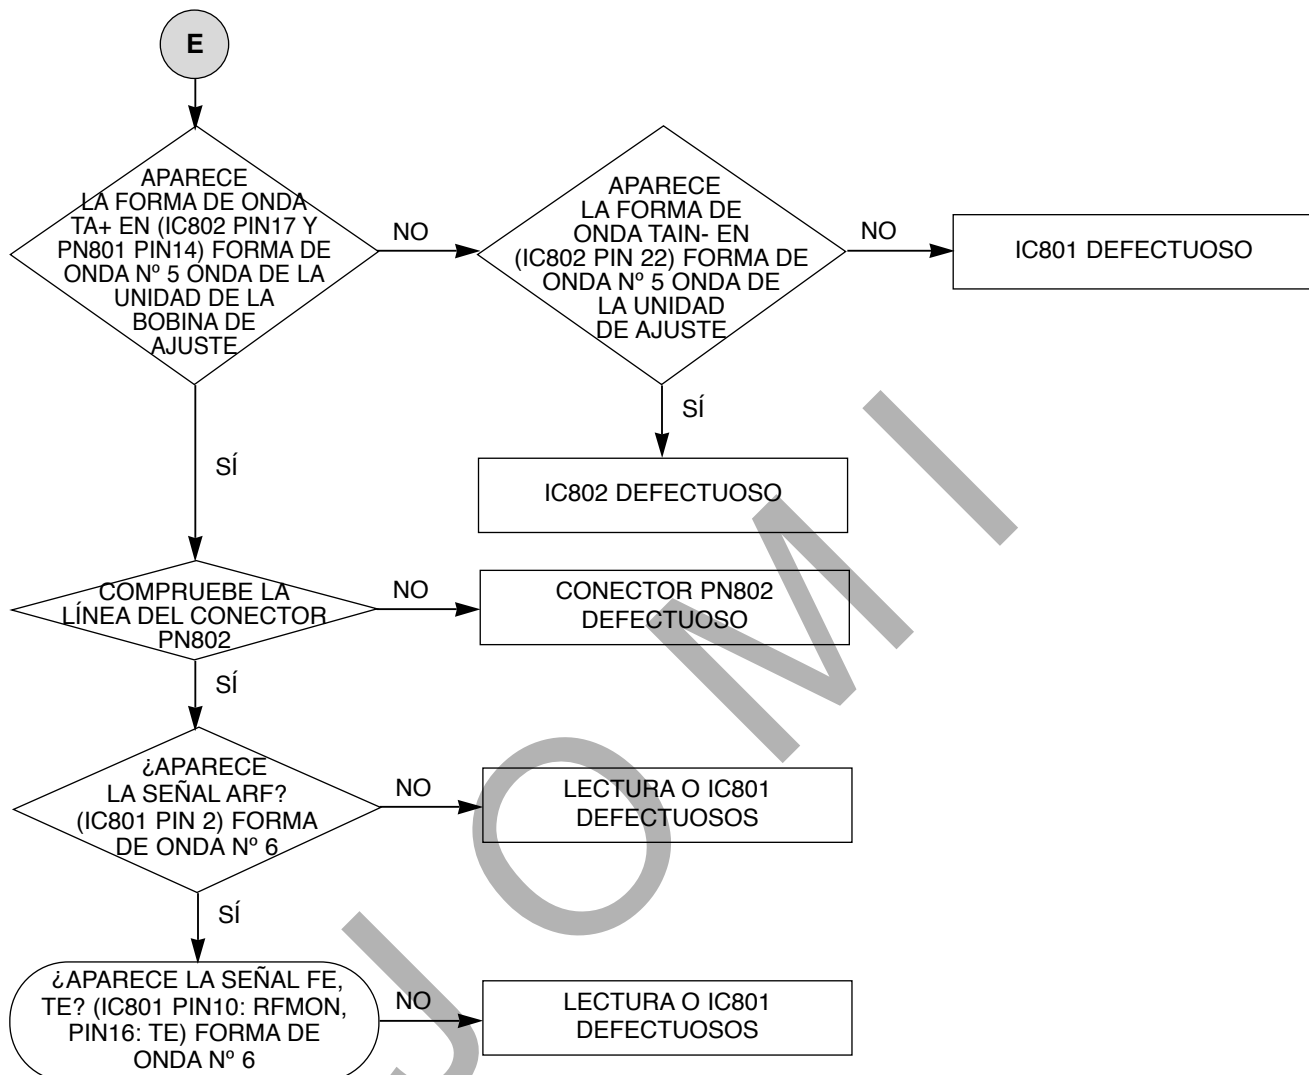 E
APARECE
LA FORMA DE ONDA
TA+ EN (IC802 PIN17 Y
PN801 PIN14) FORMA DE
ONDA Nº 5 ONDA DE LA
UNIDAD DE LA
BOBINA DE
AJUSTE
NO
APARECE
LA FORMA DE
ONDA TAIN- EN
(IC802 PIN 22) FORMA DE
ONDA Nº 5 ONDA DE
LA UNIDAD
DE AJUSTE
NO
IC801 DEFECTUOSO
SÍ
IC802 DEFECTUOSO
SÍ
COMPRUEBE LA
LÍNEA DEL CONECTOR
PN802
NO
CONECTOR PN802
DEFECTUOSO
SÍ
¿APARECE
LA SEÑAL ARF?
(IC801 PIN 2) FORMA
DE ONDA Nº 6
NO
LECTURA O IC801
DEFECTUOSOS
SÍ
¿APARECE LA SEÑAL FE,
TE? (IC801 PIN10: RFMON,
PIN16: TE) FORMA DE
ONDA Nº 6
NO
LECTURA O IC801
DEFECTUOSOS
JOMI